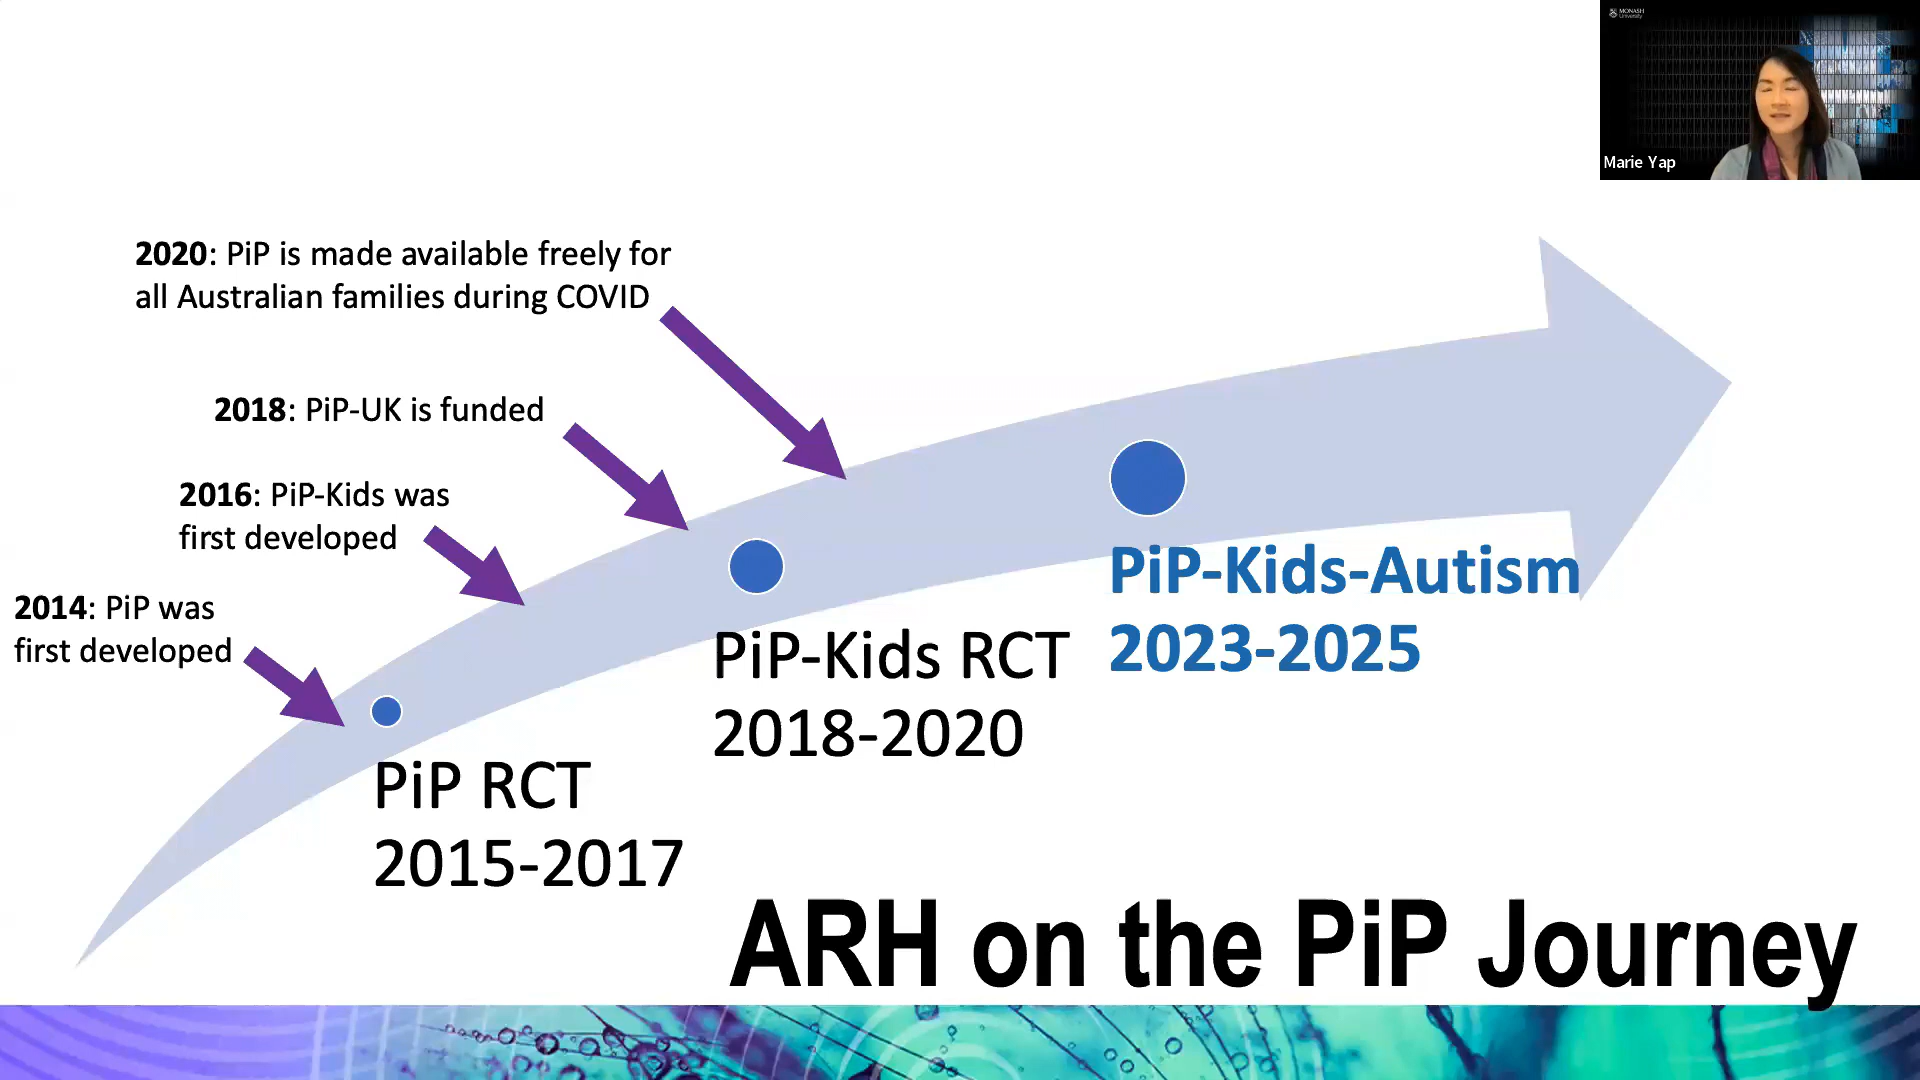 MONASH
University
Marie Yap
2020: PiP is made available freely for
all Australian families during COVID
2018: PiP-UK is funded
2016: PiP-Kids was
first developed
2014: PiP was
first developed
PiP-Kids-Autism
2023-2025
PiP-Kids RCT
2018-2020
PiP RCT
2015-2017
ARH on the PiP Journey